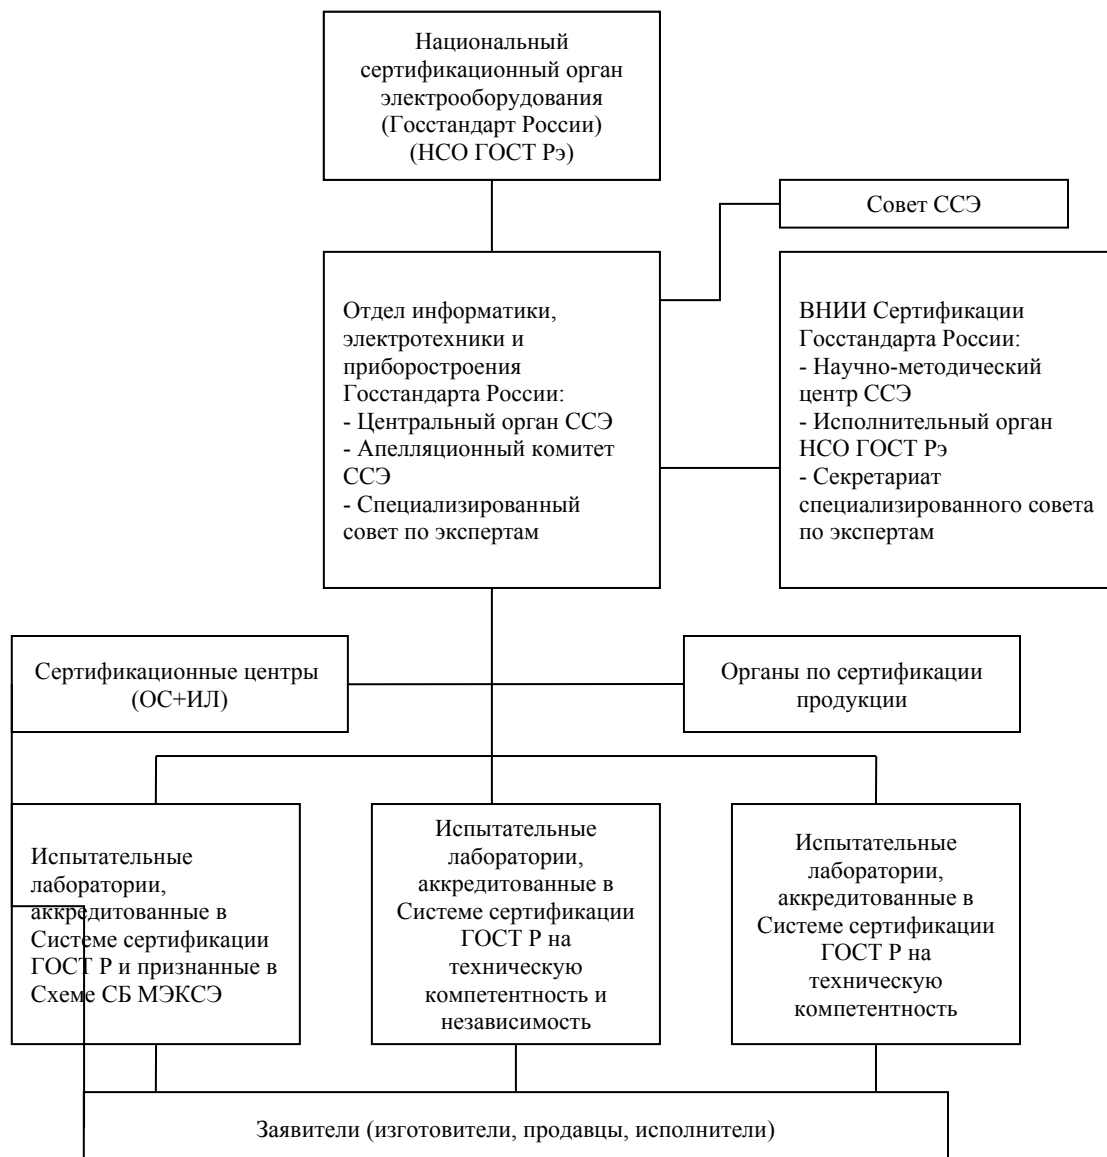 Национальный
сертификационный орган
электрооборудования
(Госстандарт России)
(НСО ГОСТ Рэ)
Совет ССЭ
Отдел информатики,
электротехники и
приборостроения
Госстандарта России:
- Центральный орган ССЭ
- Апелляционный комитет
ССЭ
- Специализированный
совет по экспертам
ВНИИ Сертификации
Госстандарта России:
- Научно-методический
центр ССЭ
- Исполнительный орган
НСО ГОСТ Рэ
- Секретариат
специализированного совета
по экспертам
Сертификационные центры
(ОС+ИЛ)
Органы по сертификации
продукции
Испытательные
лаборатории,
аккредитованные в
Системе сертификации
ГОСТ Р и признанные в
Схеме СБ МЭКСЭ
Испытательные
лаборатории,
аккредитованные в
Системе сертификации
ГОСТ Р на
техническую
компетентность и
независимость
Испытательные
лаборатории,
аккредитованные в
Системе сертификации
ГОСТ Р на
техническую
компетентность
Заявители (изготовители, продавцы, исполнители)